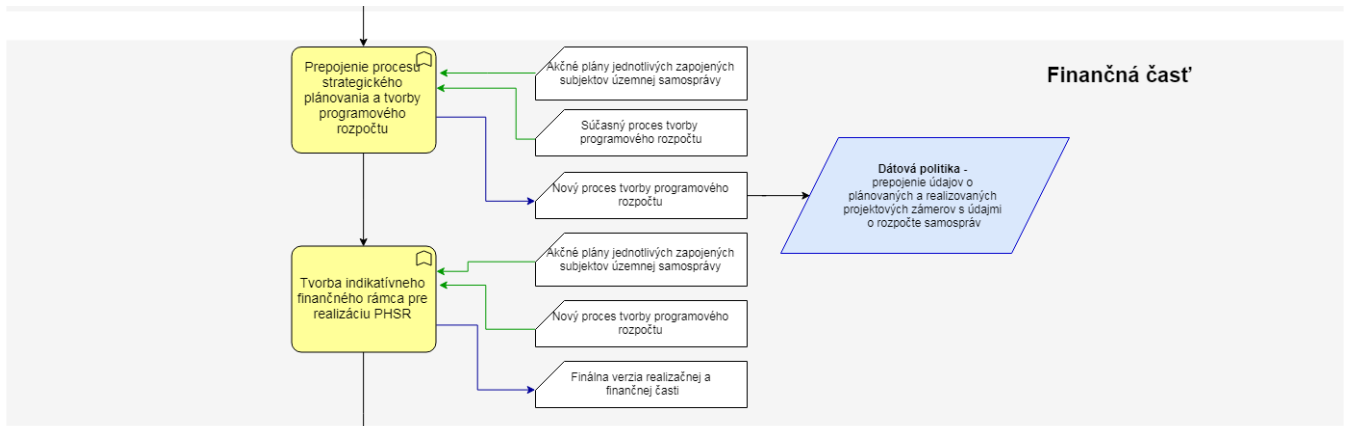 Finančná časť
Prepojenie procesu
strategického
plánovania a tvorby
programového
rozpočtu
Akčné plány jednotlivých zapojených
subjektov územnej samosprávy
Súčasný proces tvorby
programového rozpočtu
Nový proces tvorby programového
rozpočtu
Dátová politika -
prepojenie údajov o
plánovaných a realizovaných
projektových zámerov s údajmi
o rozpočte samospráv
Tvorba indikatívneho
finančného rámca pre
realizáciu PHSR
Akčné plány jednotlivých zapojených
subjektov územnej samosprávy
Nový proces tvorby programového
rozpočtu
Finálna verzia realizačnej a
finančnej časti